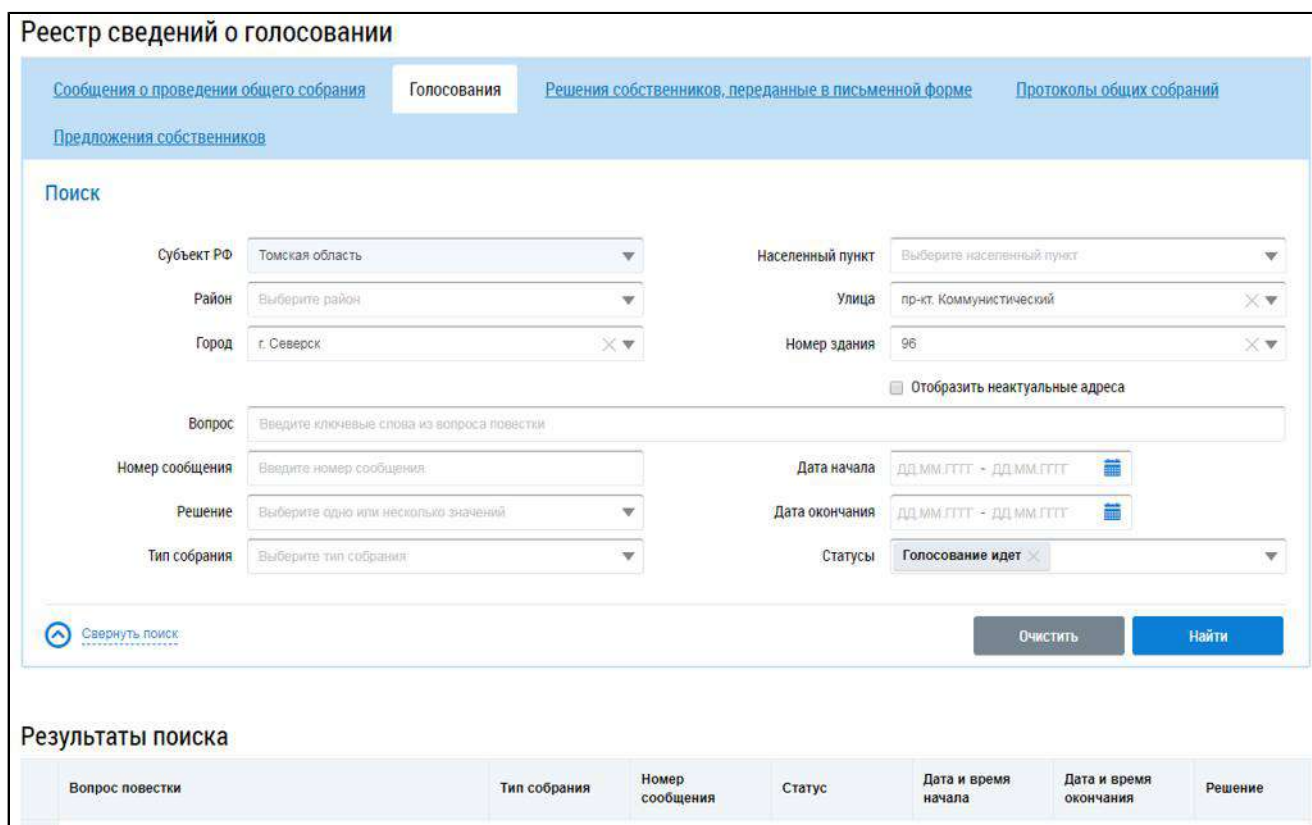 Реестр сведений о голосовании
Сообщения о проведении общего собрания Голосования Решения собственников, переданные в письменной форме Протоколы общих собраний
Предложения собственников
Поиск
Субъект РФ Томская область Населенный пункт Выберите населенный пункт
Район Выберите район Улица пр-кт. Коммунистический
Город г. Северск Номер здания 96
Отобразить неактуальные адреса
Вопрос Введите ключевые слова из вопроса повестки
Номер сообщения Введите номер сообщения Дата начала ДД.ММ.ГГГГ - ДД.ММ.ГГГГ
Решение Выберите одно или несколько значений Дата окончания ДД.ММ.ГГГГ - ДД.ММ.ГГГГ
Тип собрания Выберите тип собрания Статусы Голосование идет
Свернуть поиск Очистить Найти
Результаты поиска
Вопрос повестки Тип собрания Номер сообщения Статус Дата и время начала Дата и время окончания Решение